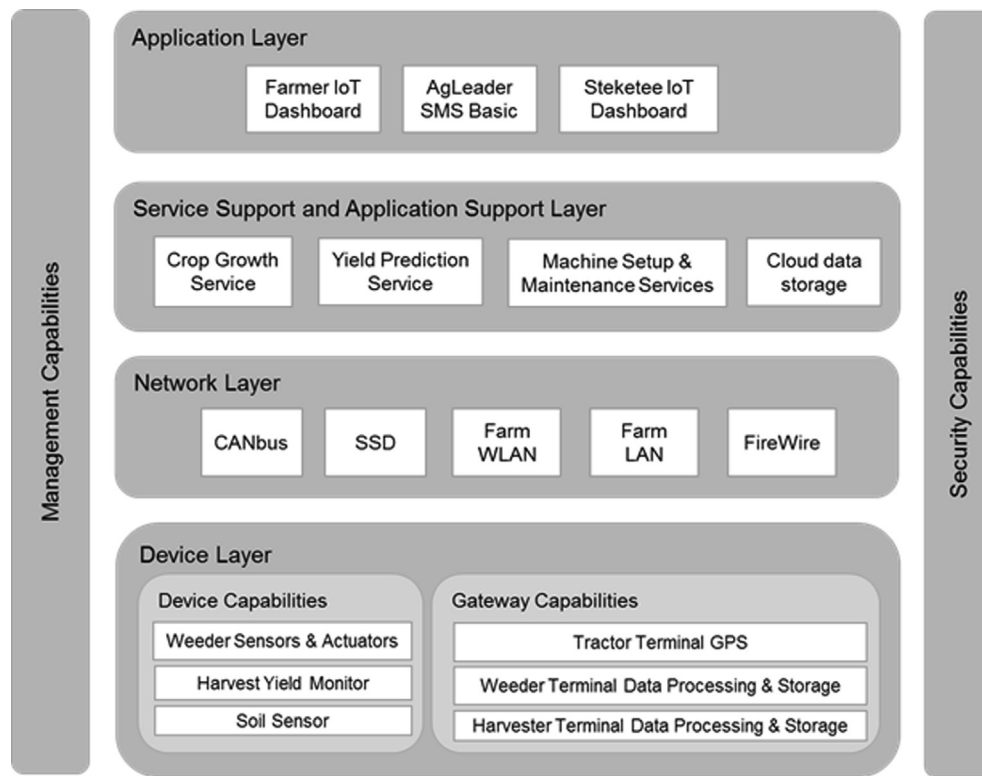 Management Capabilities
Application Layer
Farmer IoT
Dashboard
AgLeader
SMS Basic
Steketee IoT
Dashboard
Service Support and Application Support Layer
Crop Growth
Service
Yield Prediction
Service
Machine Setup &
Maintenance Services
Cloud data
storage
Network Layer
CANbus
SSD
Farm
WLAN
Farm
LAN
FireWire
Device Layer
Device Capabilities
Weeder Sensors & Actuators
Harvest Yield Monitor
Soil Sensor
Gateway Capabilities
Tractor Terminal GPS
Weeder Terminal Data Processing & Storage
Harvester Terminal Data Processing & Storage
Security Capabilities